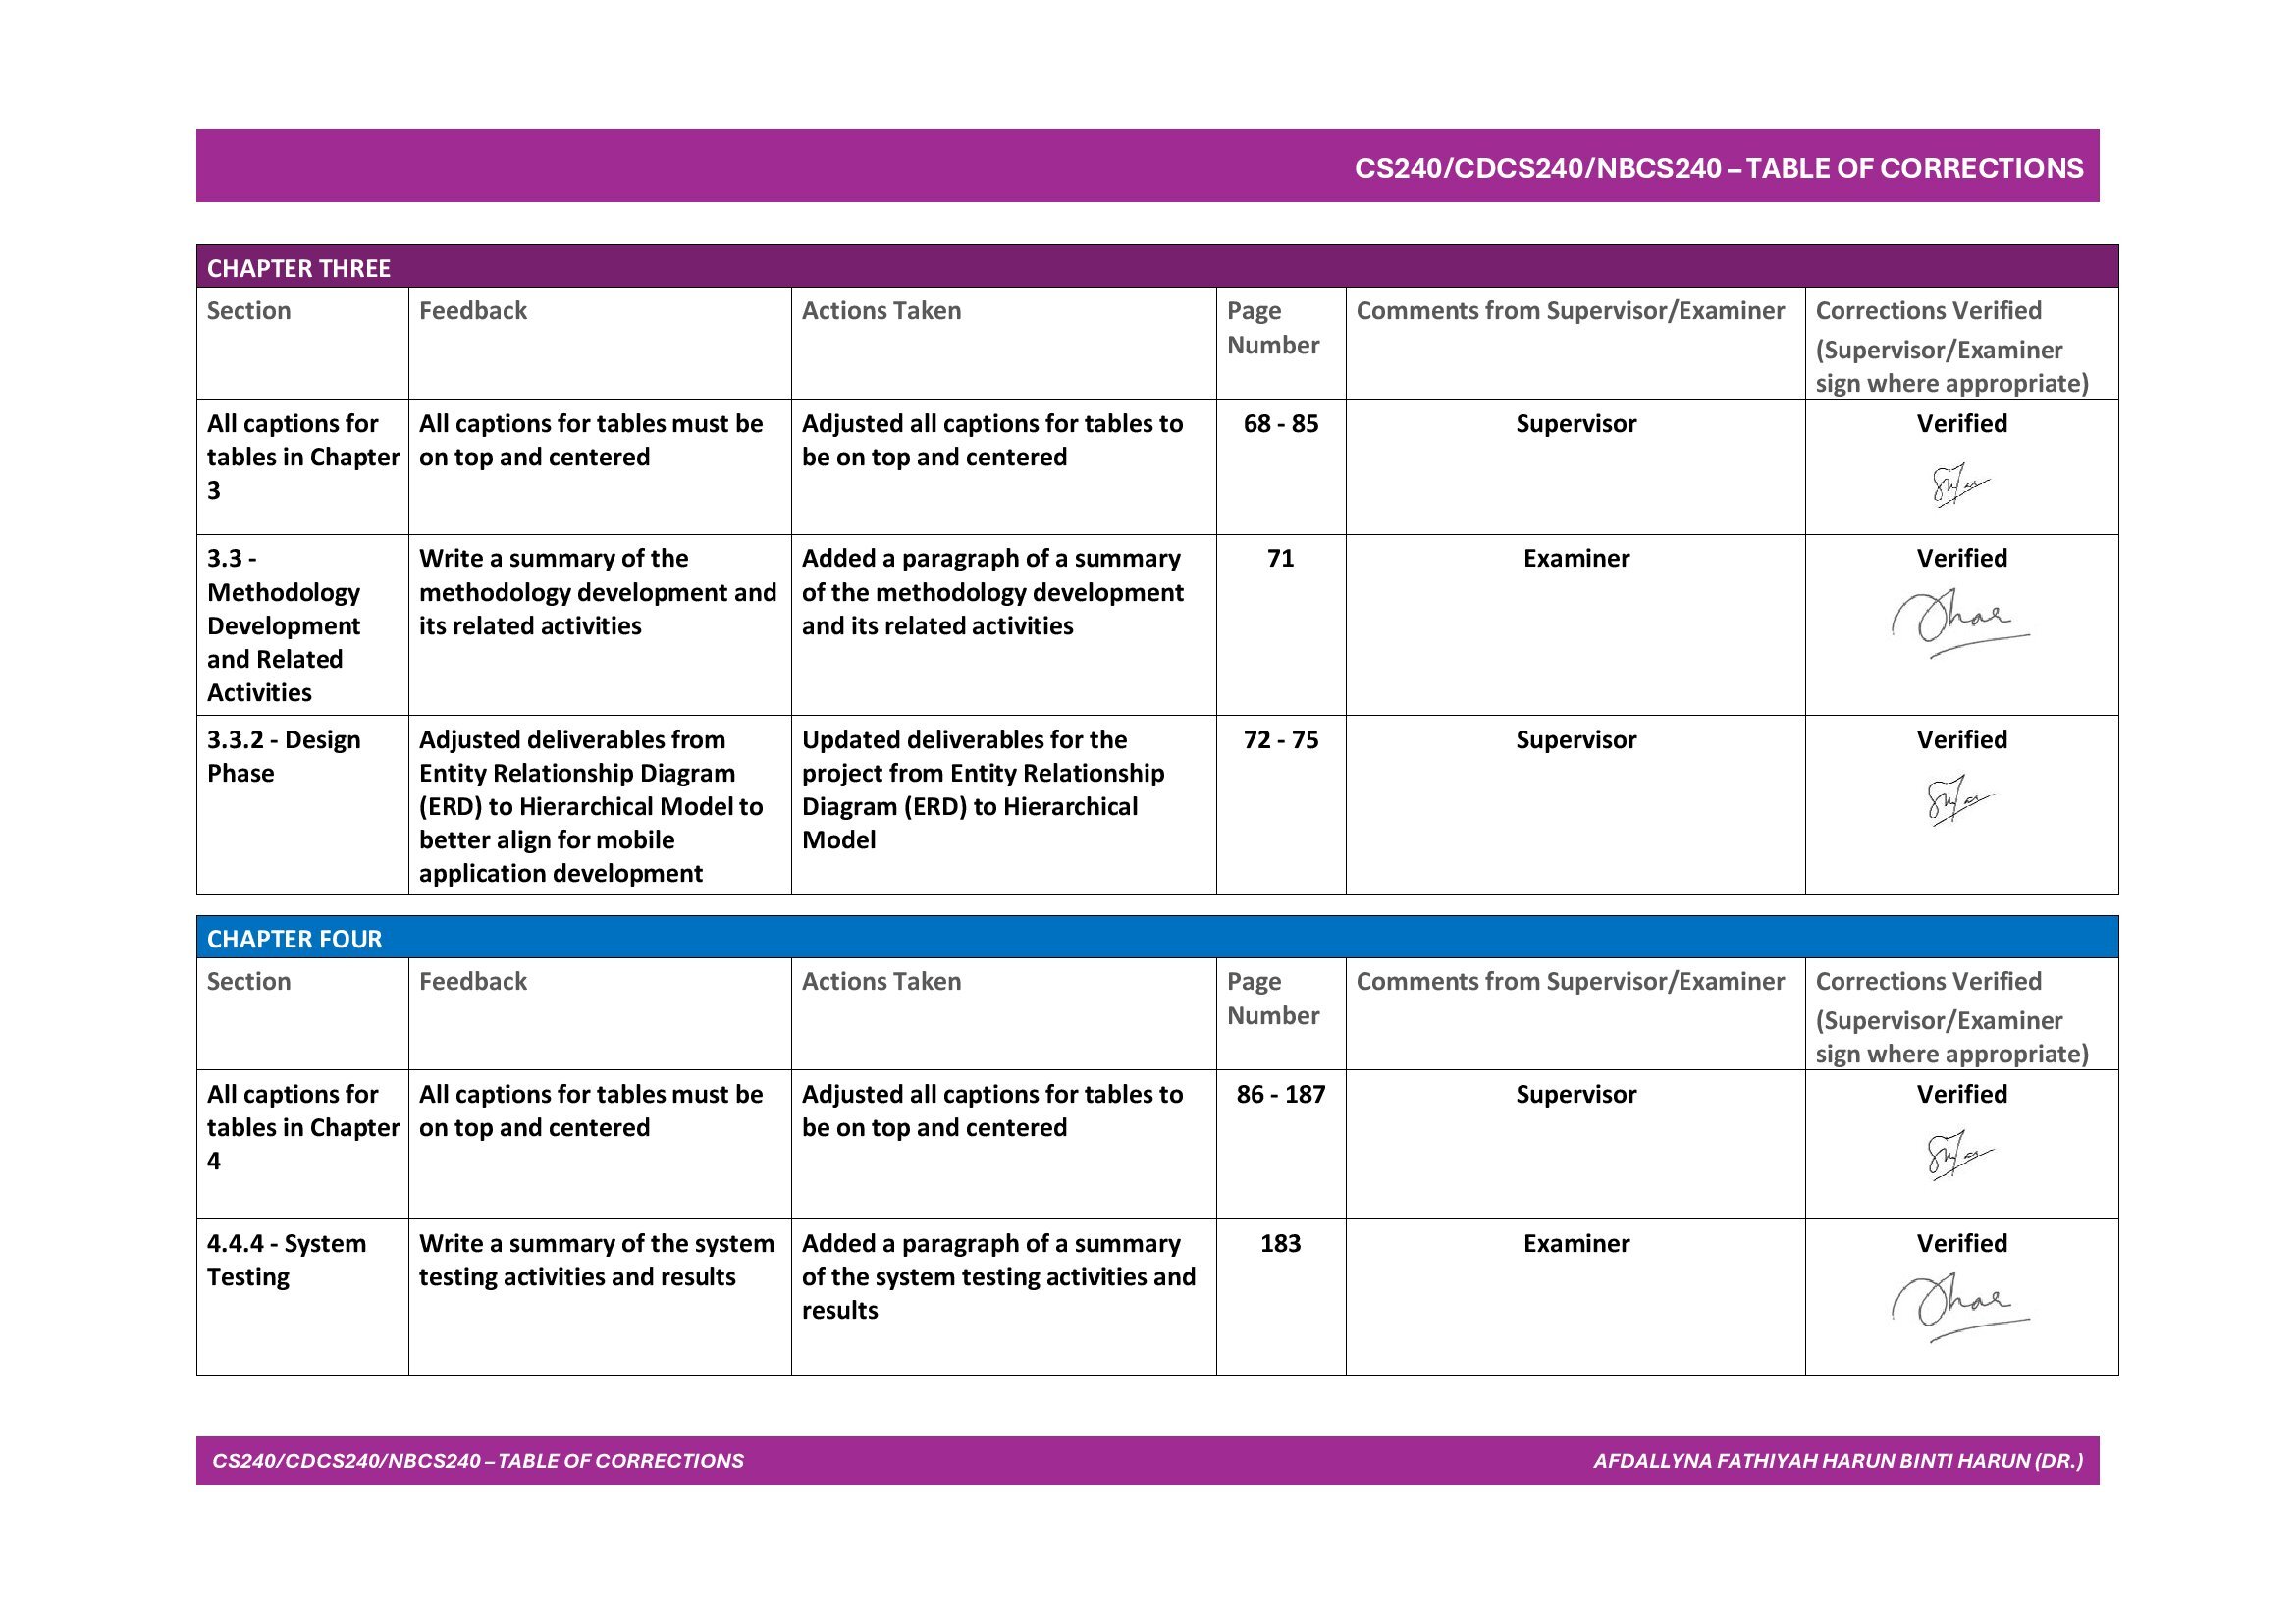 CS240/CDCS240/NBCS240 – TABLE OF CORRECTIONS
CHAPTER THREE
Section
Feedback
Actions Taken
Page
Number
Comments from Supervisor/Examiner
Corrections Verified
(Supervisor/Examiner
sign where appropriate)
All captions for
tables in Chapter
3
All captions for tables must be
on top and centered
Adjusted all captions for tables to
be on top and centered
68 - 85
Supervisor
Verified
3.3 -
Methodology
Development
and Related
Activities
Write a summary of the
methodology development and
its related activities
Added a paragraph of a summary
of the methodology development
and its related activities
71
Examiner
Verified
3.3.2 - Design
Phase
Adjusted deliverables from
Entity Relationship Diagram
(ERD) to Hierarchical Model to
better align for mobile
application development
Updated deliverables for the
project from Entity Relationship
Diagram (ERD) to Hierarchical
Model
72 - 75
Supervisor
Verified
CHAPTER FOUR
Section
Feedback
Actions Taken
Page
Number
Comments from Supervisor/Examiner
Corrections Verified
(Supervisor/Examiner
sign where appropriate)
All captions for
tables in Chapter
4
All captions for tables must be
on top and centered
Adjusted all captions for tables to
be on top and centered
86 - 187
Supervisor
Verified
4.4.4 - System
Testing
Write a summary of the system
testing activities and results
Added a paragraph of a summary
of the system testing activities and
results
183
Examiner
Verified
CS240/CDCS240/NBCS240 – TABLE OF CORRECTIONS
AFDALLYNA FATHIYAH HARUN BINTI HARUN (DR.)